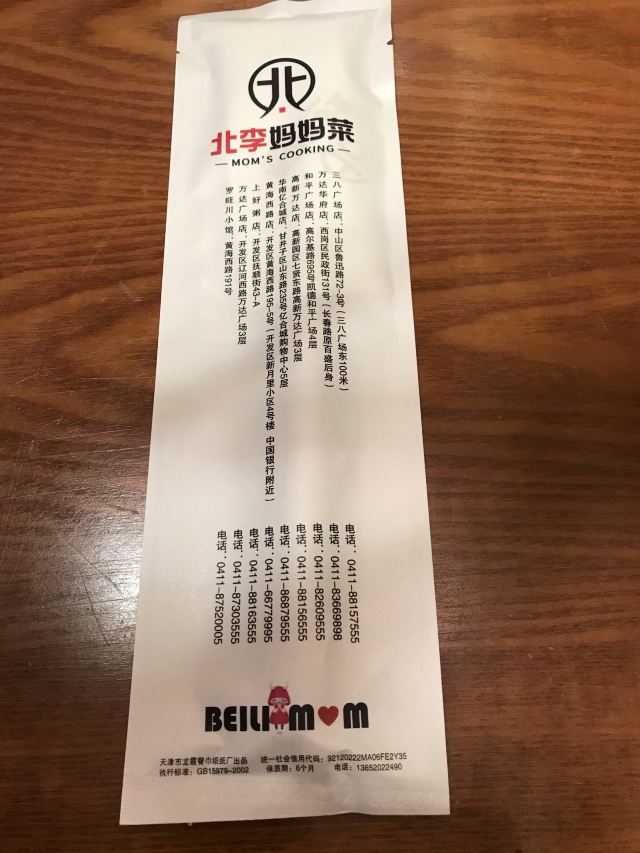 北
北李妈妈菜
MOM'S COOKING
三八广场店：中山区鲁迅路72-3号（三八广场东100米） 电话：0411-88157555
万达华府店：西岗区民政街131号（长春路原百盛后身） 电话：0411-83669898
和平广场店：高尔基路695号凯德和平广场4层 电话：0411-82609555
高新万达店：高新园区七贤东路高新万达广场3层 电话：0411-88156555
华南亿合城店：甘井子区山东路235号亿合城购物中心5层 电话：0411-86879555
黄海西路店：开发区黄海西路195-5号（开发区新月里小区4号楼 中国银行附近） 电话：0411-66779995
上好粥店：开发区抚顺街43-A 电话：0411-88163555
万达广场店：开发区辽河西路万达广场3层 电话：0411-87303555
罗旺川小馆：黄海西路191号 电话：0411-87520005
BEILI MOM
天津市龙霞餐巾纸纸厂出品 统一社会信用代码：92120222MA06FE2Y35
执行标准：GB15979-2002 保质期：6个月 电话：13652022490